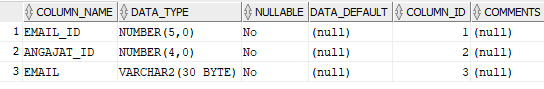 COLUMN_NAME DATA_TYPE NULLABLE DATA_DEFAULT COLUMN_ID COMMENTS
1 EMAIL_ID NUMBER(5,0) No (null) 1 (null)
2 ANGAJAT_ID NUMBER(4,0) No (null) 2 (null)
3 EMAIL VARCHAR2(30 BYTE) No (null) 3 (null)